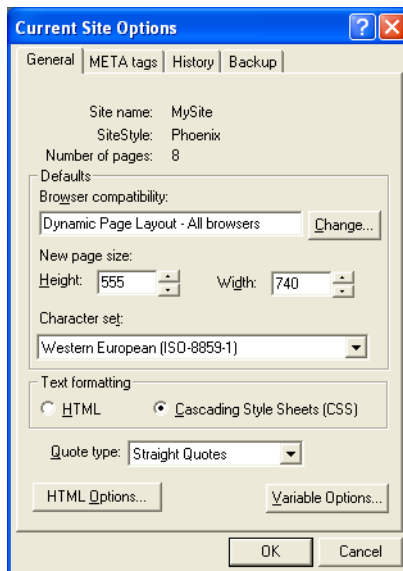 Current Site Options
General META tags History Backup
Site name: MySite
SiteStyle: Phoenix
Number of pages: 8
Defaults
Browser compatibility:
Dynamic Page Layout - All browsers Change...
New page size:
Height: 555 Width: 740
Character set:
Western European (ISO-8859-1)
Text formatting
HTML Cascading Style Sheets (CSS)
Quote type: Straight Quotes
HTML Options... Variable Options...
OK Cancel